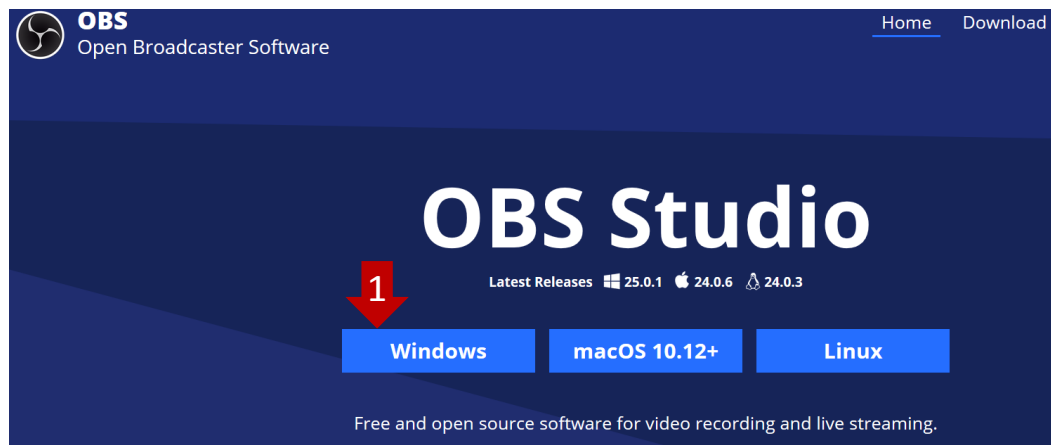 OBS
Open Broadcaster Software
Home Download
OBS Studio
Latest Releases 25.0.1 24.0.6 24.0.3
1
Windows macOS 10.12+ Linux
Free and open source software for video recording and live streaming.